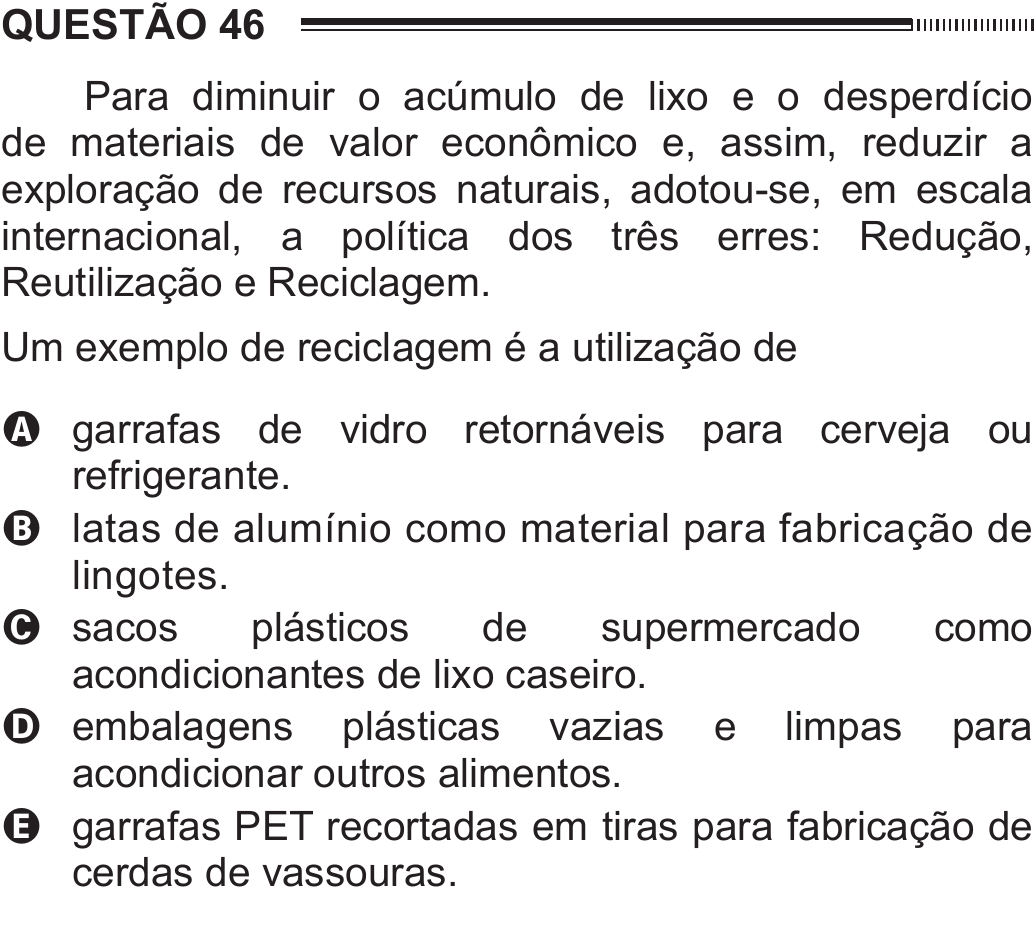 QUESTÃO 46
Para diminuir o acúmulo de lixo e o desperdício
de materiais de valor econômico e, assim, reduzir a
exploração de recursos naturais, adotou-se, em escala
internacional, a política dos três erres: Redução,
Reutilização e Reciclagem.
Um exemplo de reciclagem é a utilização de
A garrafas de vidro retornáveis para cerveja ou
refrigerante.
B latas de alumínio como material para fabricação de
lingotes.
C sacos plásticos de supermercado como
acondicionantes de lixo caseiro.
D embalagens plásticas vazias e limpas para
acondicionar outros alimentos.
E garrafas PET recortadas em tiras para fabricação de
cerdas de vassouras.